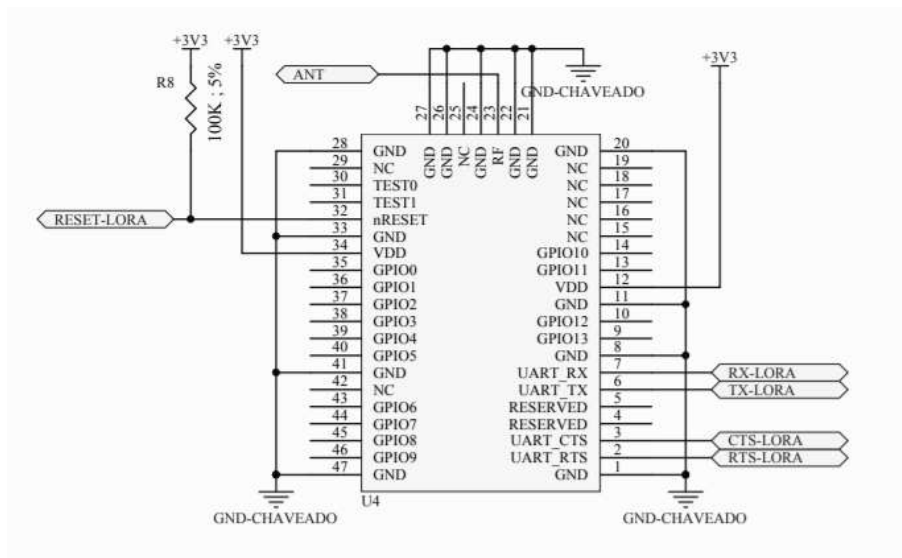 +3V3
+3V3
+3V3
R8
100K ; 5%
ANT
GND-CHAVEADO
27
26
25
24
23
22
21
GND
GND
NC
GND
RF
GND
GND
28 GND
29 NC
30 TEST0
31 TEST1
32 nRESET
33 GND
34 VDD
35 GPIO0
36 GPIO1
37 GPIO2
38 GPIO3
39 GPIO4
40 GPIO5
41 GND
42 NC
43 GPIO6
44 GPIO7
45 GPIO8
46 GPIO9
47 GND
RESET-LORA
GND 20
NC 19
NC 18
NC 17
NC 16
NC 15
GPIO10 14
GPIO11 13
VDD 12
GND 11
GPIO12 10
GPIO13 9
GND 8
UART_RX 7
UART_TX 6
RESERVED 5
RESERVED 4
UART_CTS 3
UART_RTS 2
GND 1
RX-LORA
TX-LORA
CTS-LORA
RTS-LORA
U4
GND-CHAVEADO
GND-CHAVEADO